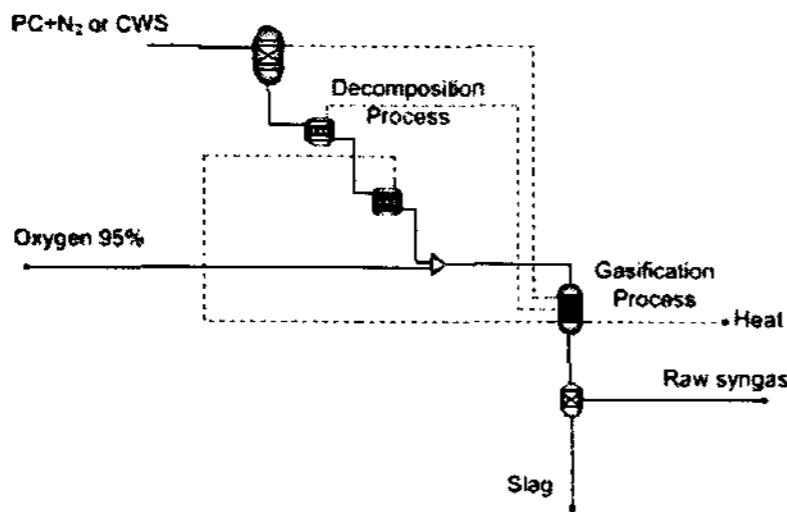 PC+N₂ or CWS
Decomposition
Process
Oxygen 95%
Gasification
Process
Heat
Raw syngas
Slag